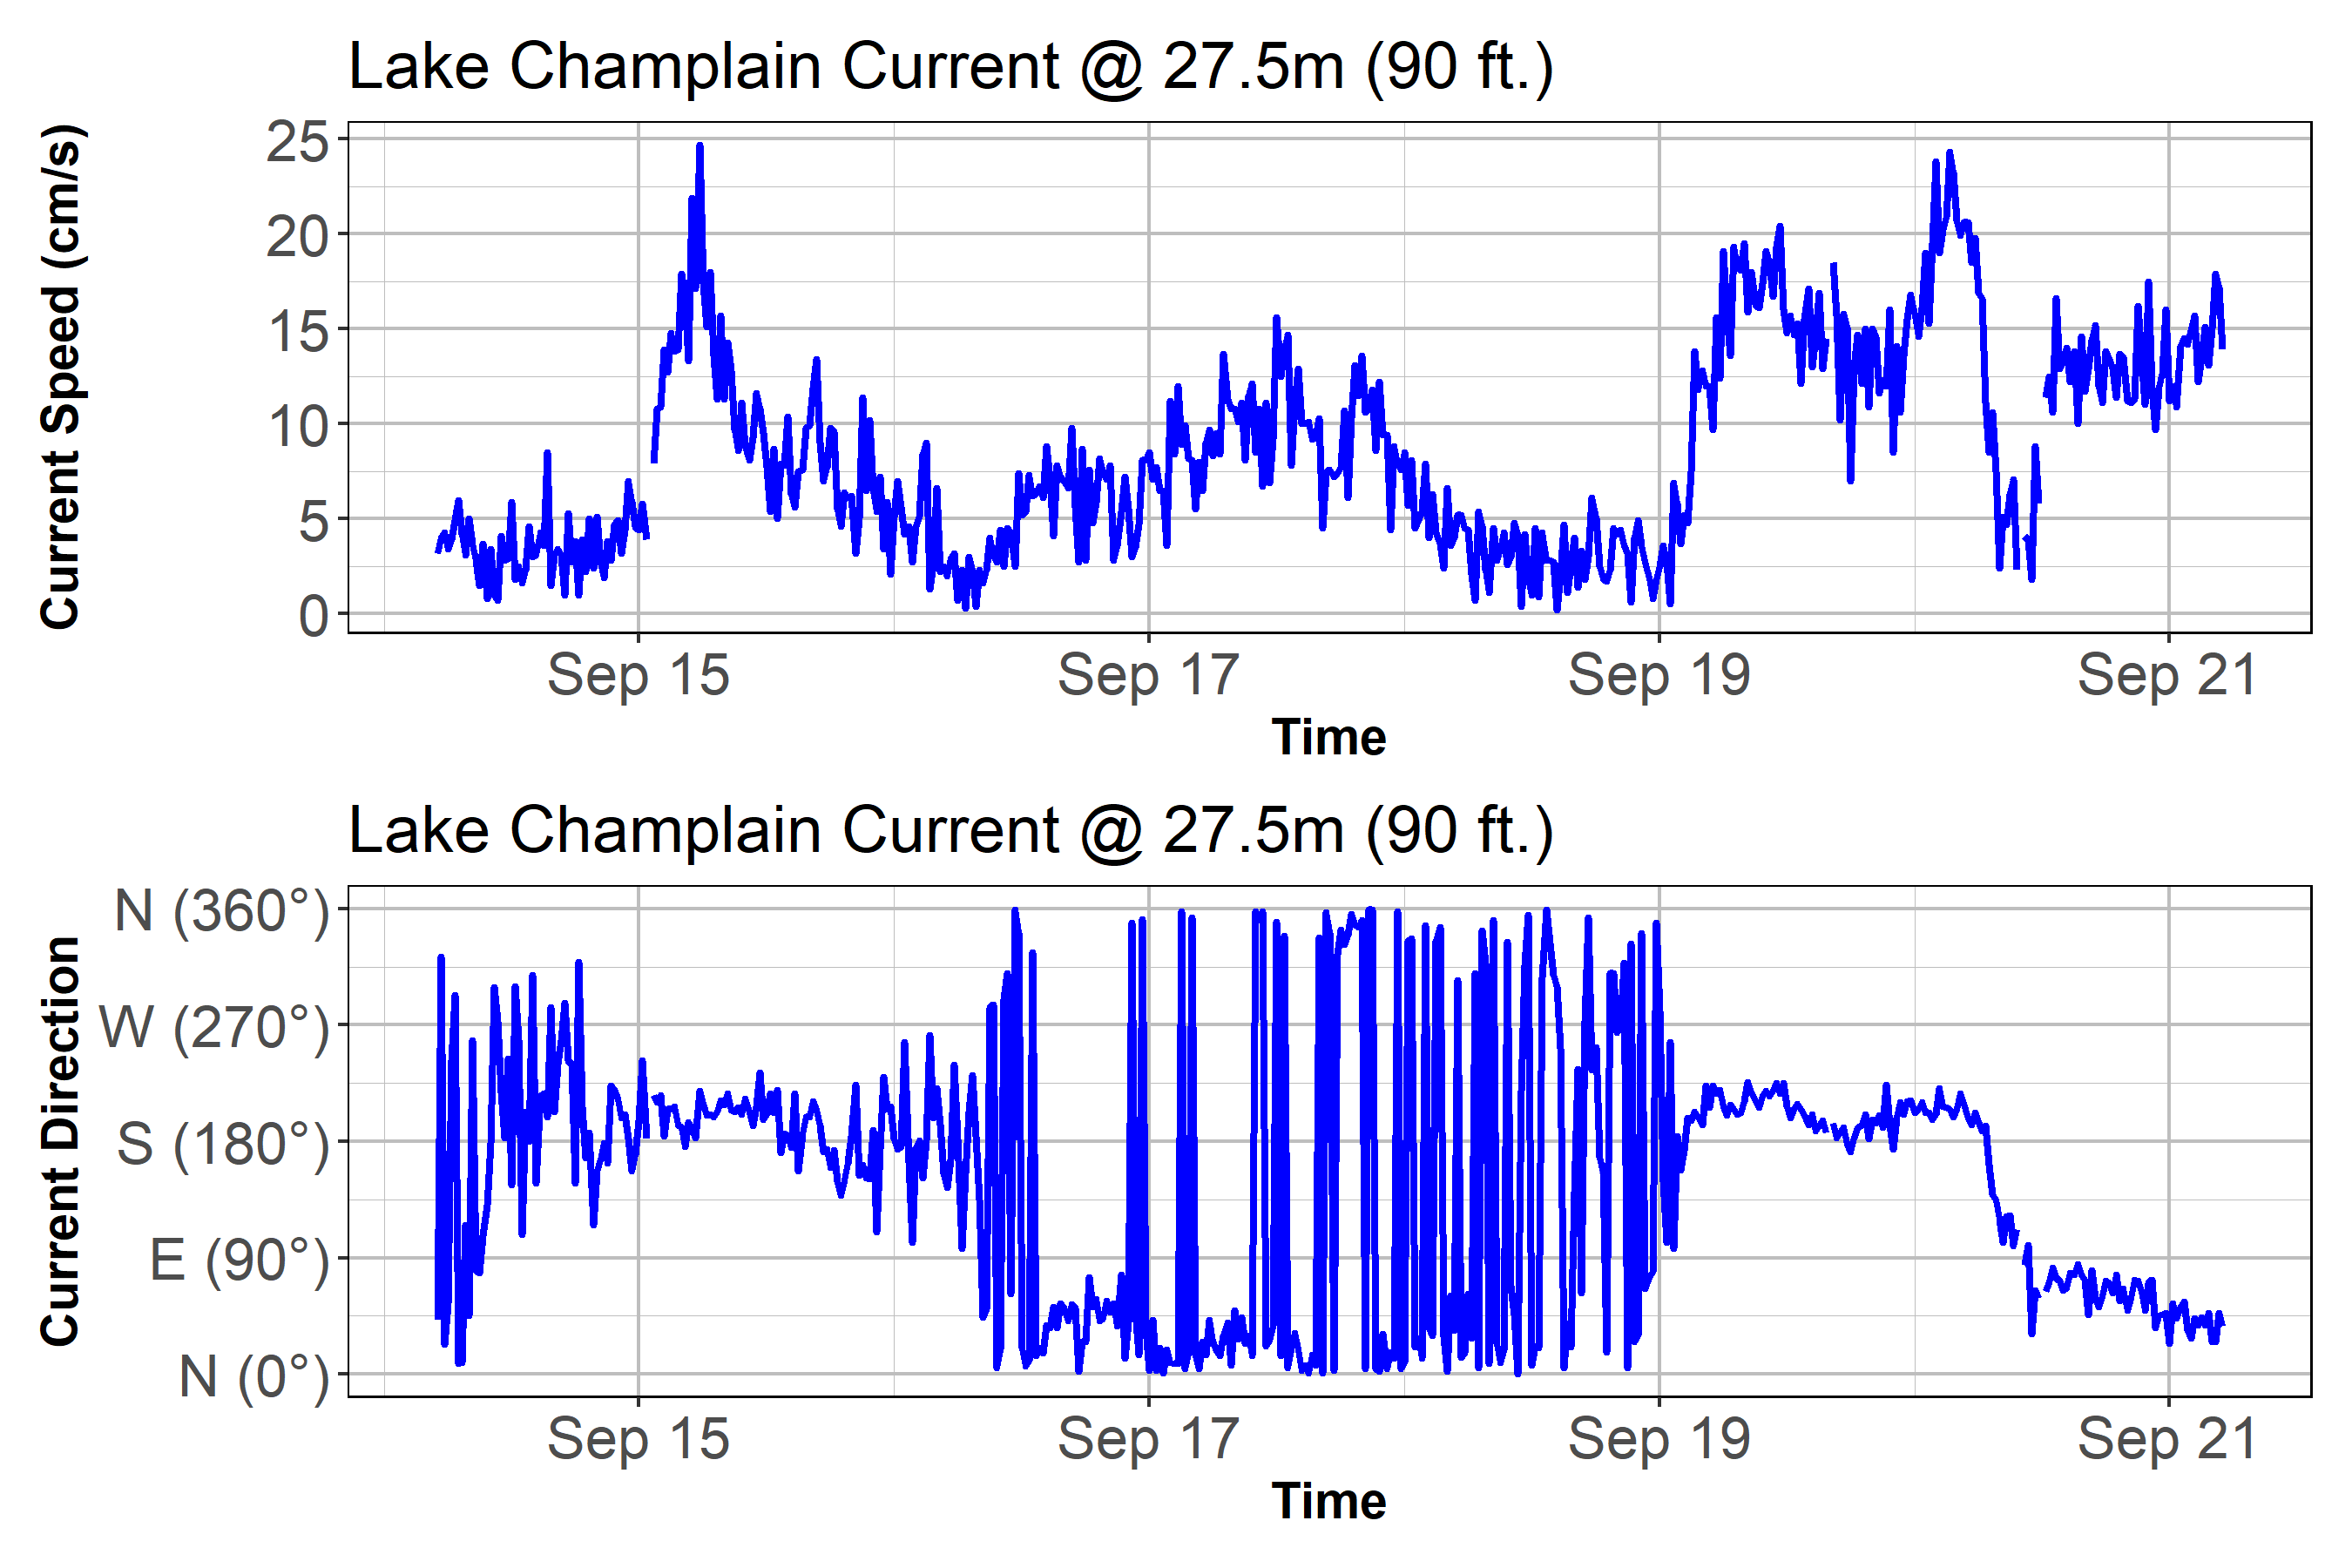 Lake Champlain Current @ 27.5m (90 ft.)
Current Speed (cm/s)
25
20
15
10
5
0
Sep 15
Sep 17
Sep 19
Sep 21
Time
Lake Champlain Current @ 27.5m (90 ft.)
Current Direction
N (360°)
W (270°)
S (180°)
E (90°)
N (0°)
Sep 15
Sep 17
Sep 19
Sep 21
Time